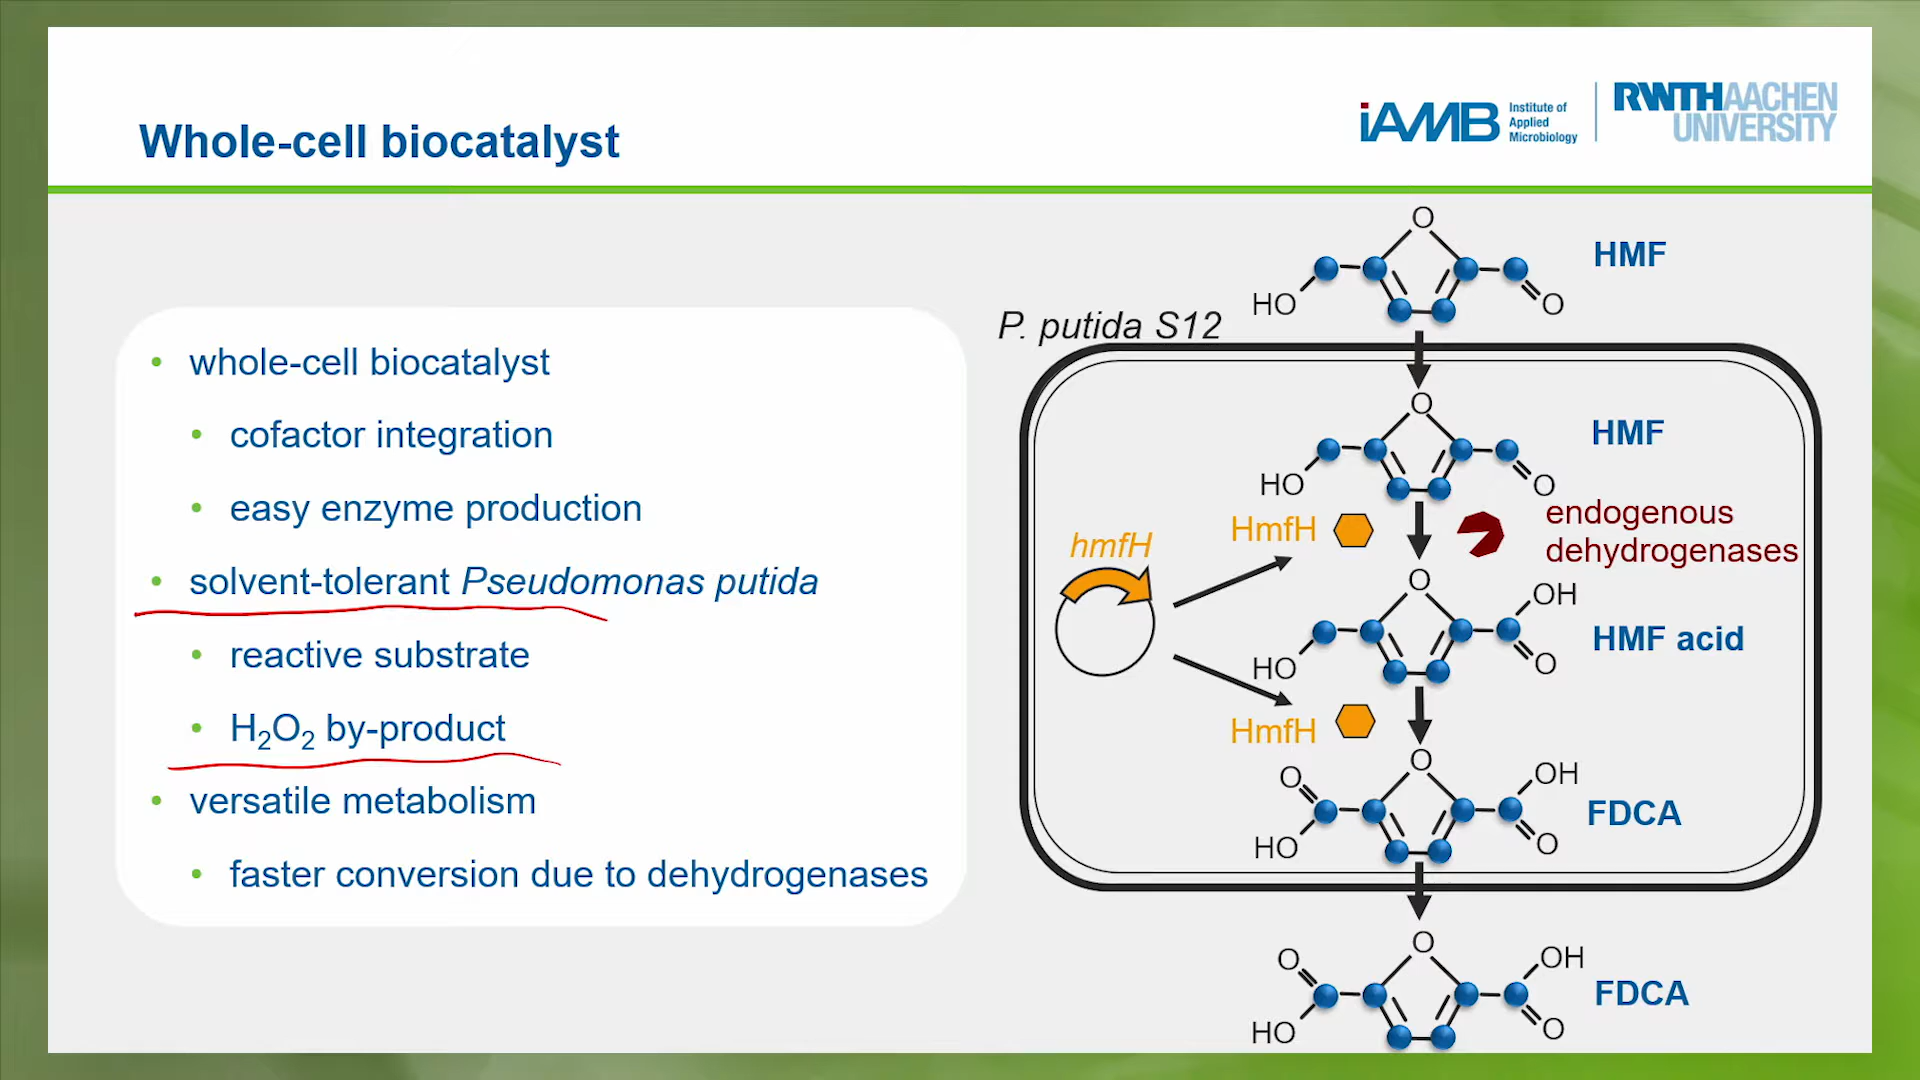 Whole-cell biocatalyst
iAMB
Institute of
Applied
Microbiology
RWTHAACHEN
UNIVERSITY
• whole-cell biocatalyst
• cofactor integration
• easy enzyme production
• solvent-tolerant Pseudomonas putida
• reactive substrate
• H₂O₂ by-product
• versatile metabolism
• faster conversion due to dehydrogenases
O
HMF
HO
O
P. putida S12
O
HMF
HO
O
hmfH
HmfH
endogenous
dehydrogenases
O
OH
HMF acid
HO
O
HmfH
O
O
OH
FDCA
HO
O
O
O
OH
FDCA
HO
O